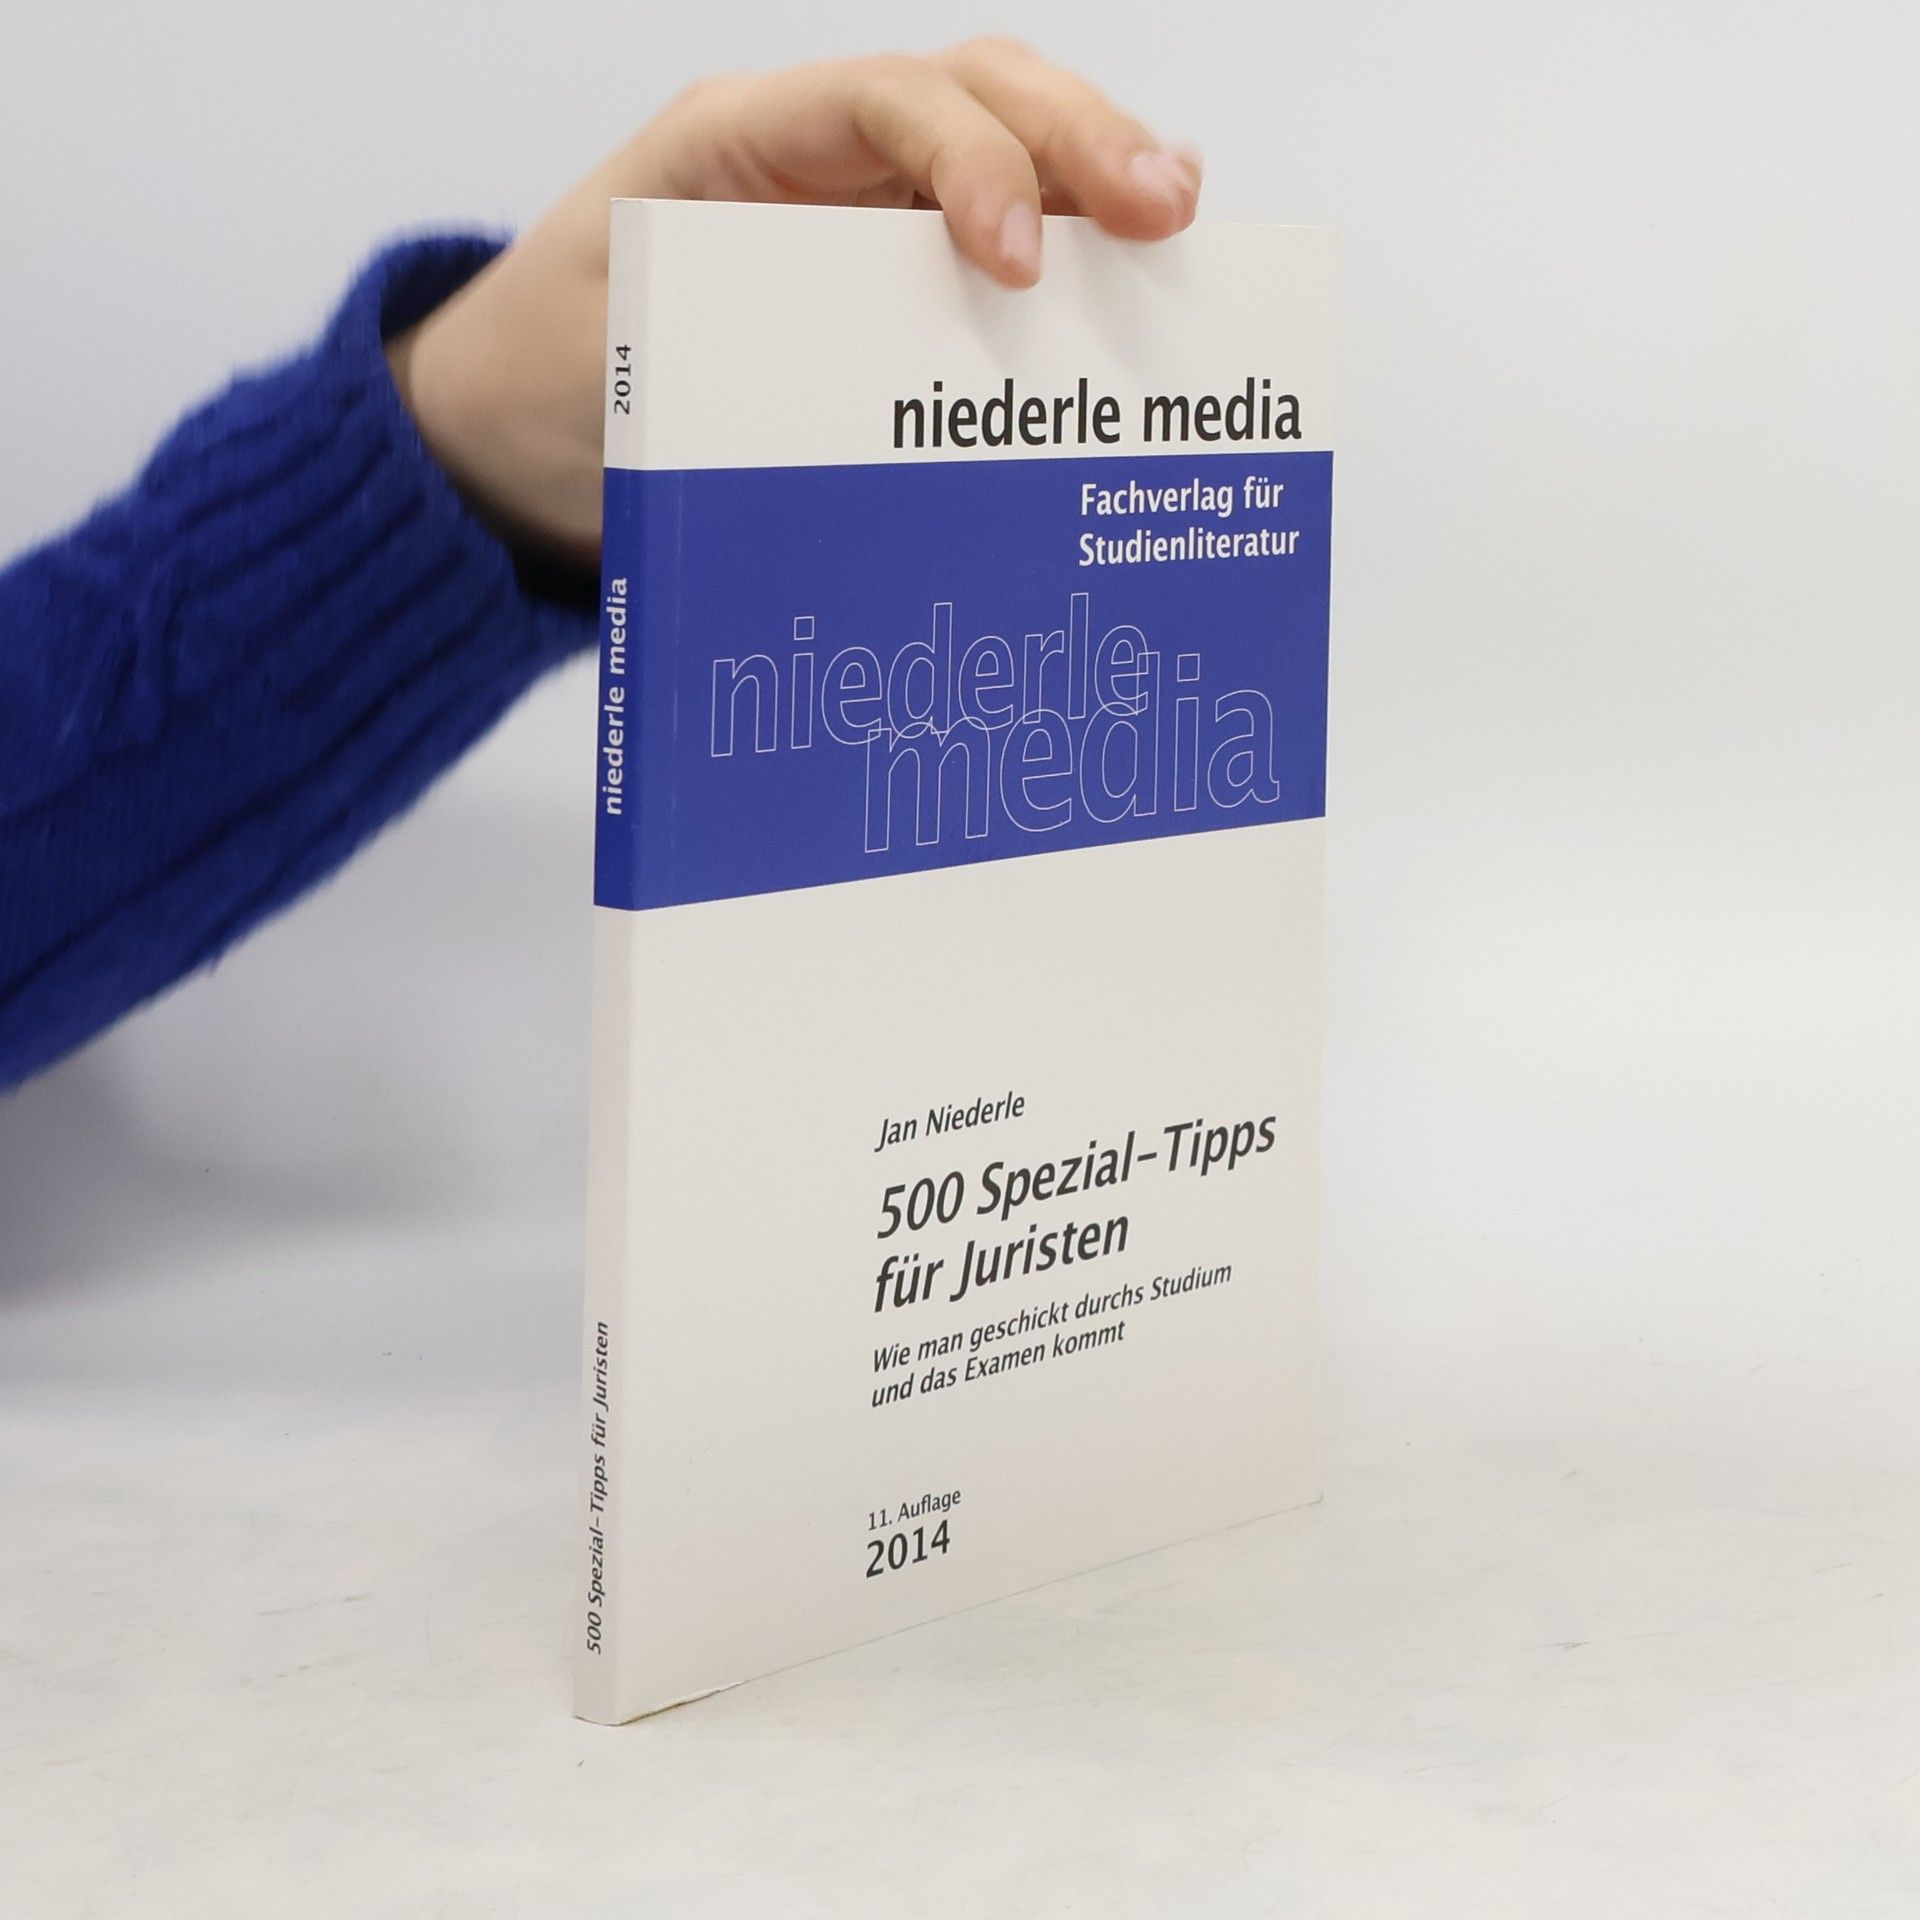 2014
niederle media
500 Spezial-Tipps für Juristen
niederle media
Fachverlag für
Studienliteratur
niederle
media
Jan Niederle
500 Spezial-Tipps
für Juristen
Wie man geschickt durchs Studium
und das Examen kommt
11. Auflage
2014